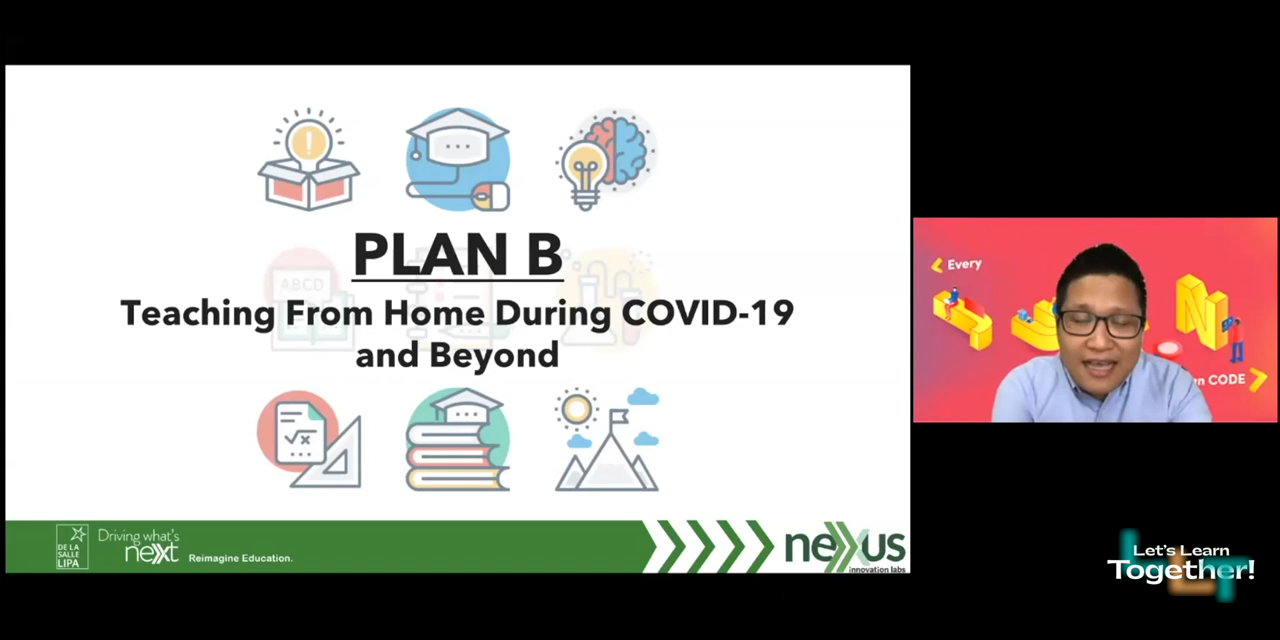 PLAN B
Teaching From Home During COVID-19
and Beyond
ABCD
√x
DE LA
SALLE
LIPA
Driving what's
next
Reimagine Education.
nexus
innovation labs
Every
CODE
Let's Learn
Together!